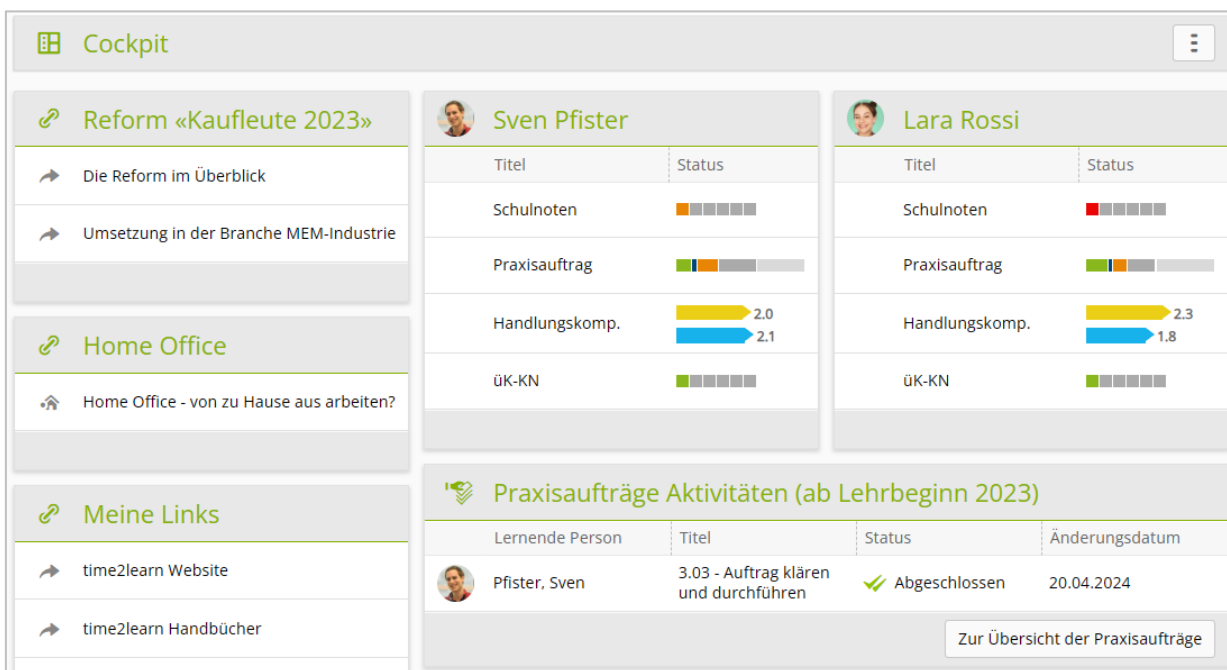 Cockpit
Reform «Kaufleute 2023»
Die Reform im Überblick
Umsetzung in der Branche MEM-Industrie
Home Office
Home Office - von zu Hause aus arbeiten?
Meine Links
time2learn Website
time2learn Handbücher
Sven Pfister
Titel Status
Schulnoten
Praxisauftrag
Handlungskomp. 2.0
2.1
üK-KN
Lara Rossi
Titel Status
Schulnoten
Praxisauftrag
Handlungskomp. 2.3
1.8
üK-KN
Praxisaufträge Aktivitäten (ab Lehrbeginn 2023)
Lernende Person Titel Status Änderungsdatum
Pfister, Sven 3.03 - Auftrag klären Abgeschlossen 20.04.2024
und durchführen
Zur Übersicht der Praxisaufträge